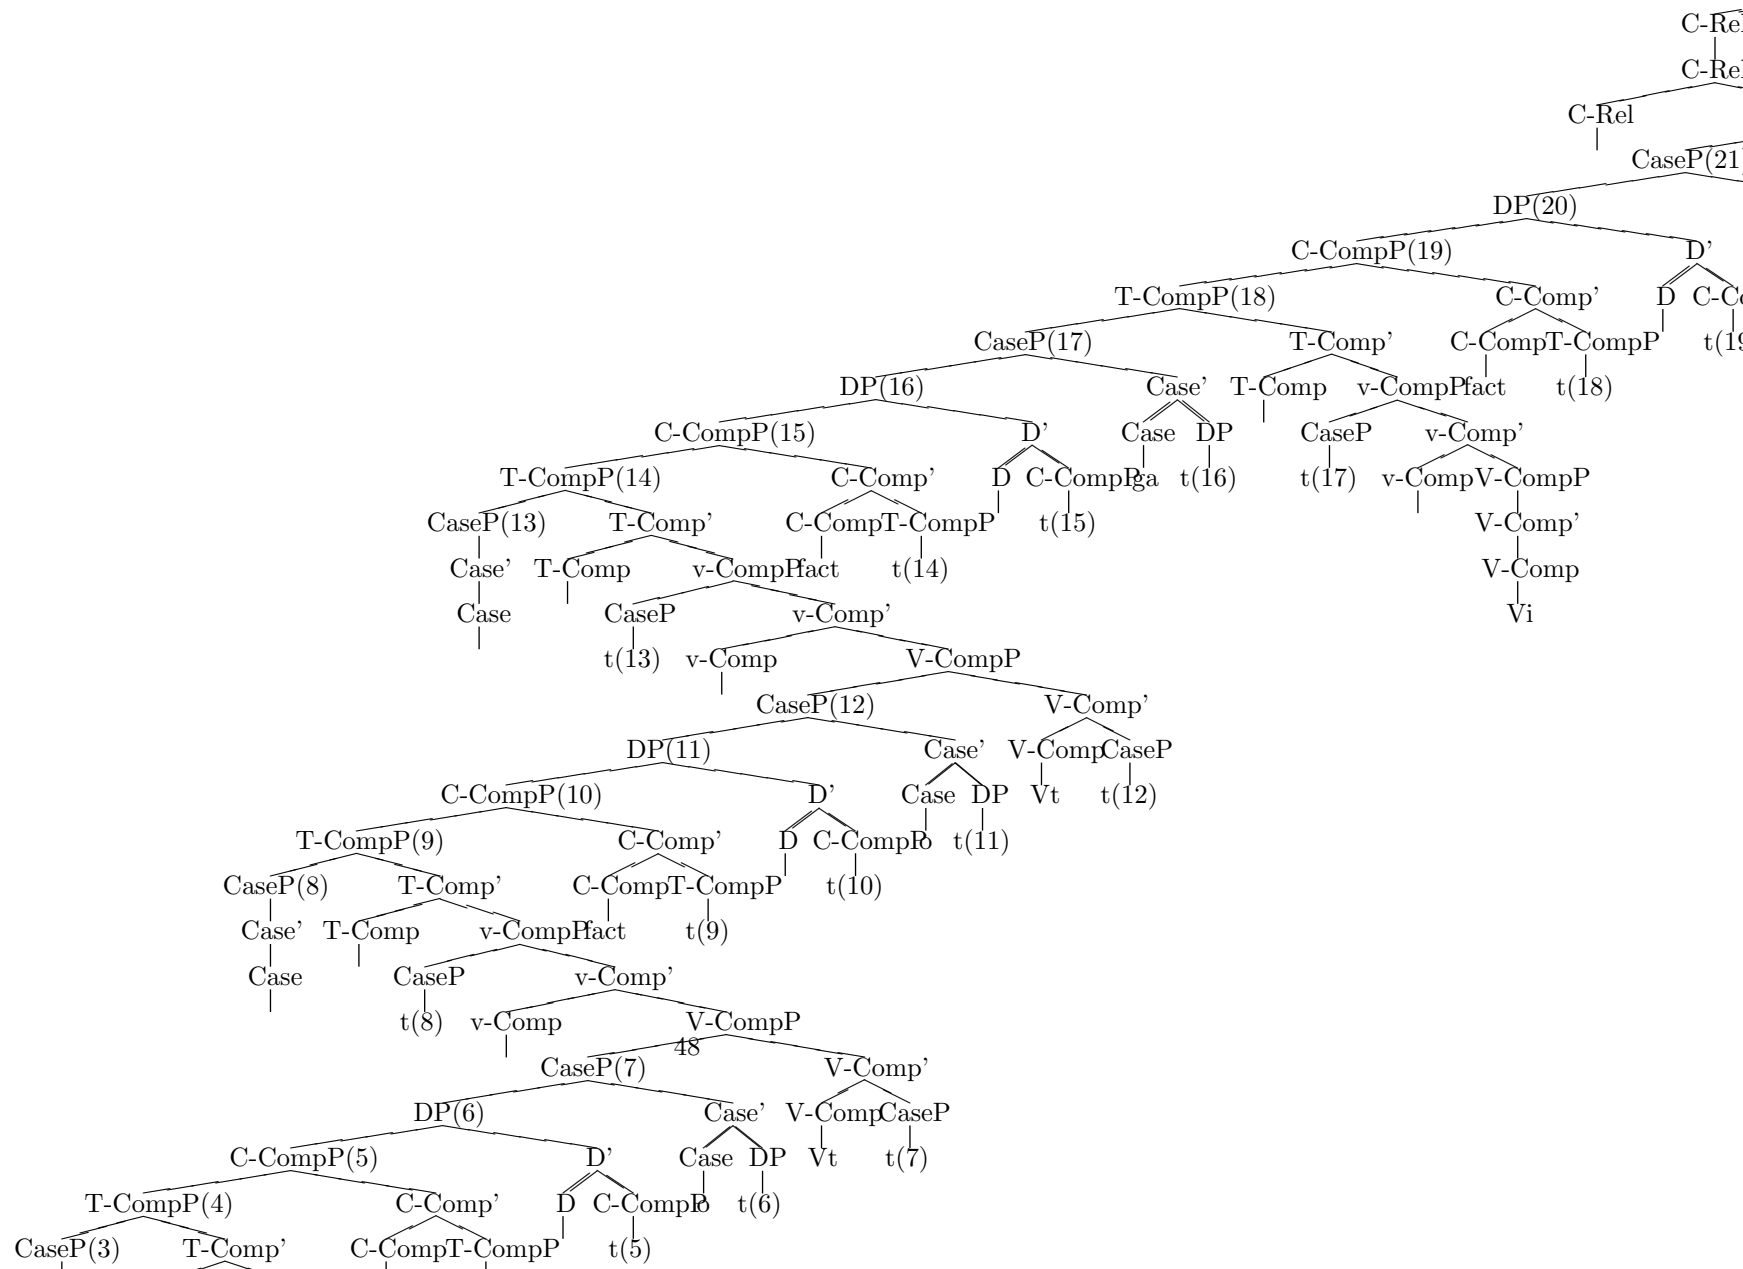 C-Rel
C-Rel
C-Rel
CaseP(21)
DP(20)
C-CompP(19) D'
T-CompP(18) C-Comp' D C-Co
CaseP(17) T-Comp' C-Comp T-CompP t(19
DP(16) Case' T-Comp v-CompP fact t(18)
C-CompP(15) D' Case DP CaseP v-Comp'
T-CompP(14) C-Comp' D C-CompP ga t(16) t(17) v-Comp V-CompP
CaseP(13) T-Comp' C-Comp T-CompP t(15) V-Comp'
Case' T-Comp v-CompP fact t(14) V-Comp
Case CaseP v-Comp' Vi
t(13) v-Comp V-CompP
CaseP(12) V-Comp'
DP(11) Case' V-Comp CaseP
C-CompP(10) D' Case DP Vt t(12)
T-CompP(9) C-Comp' D C-CompP o t(11)
CaseP(8) T-Comp' C-Comp T-CompP t(10)
Case' T-Comp v-CompP fact t(9)
Case CaseP v-Comp'
t(8) v-Comp V-CompP
48
CaseP(7) V-Comp'
DP(6) Case' V-Comp CaseP
C-CompP(5) D' Case DP Vt t(7)
T-CompP(4) C-Comp' D C-CompP o t(6)
CaseP(3) T-Comp' C-Comp T-CompP t(5)